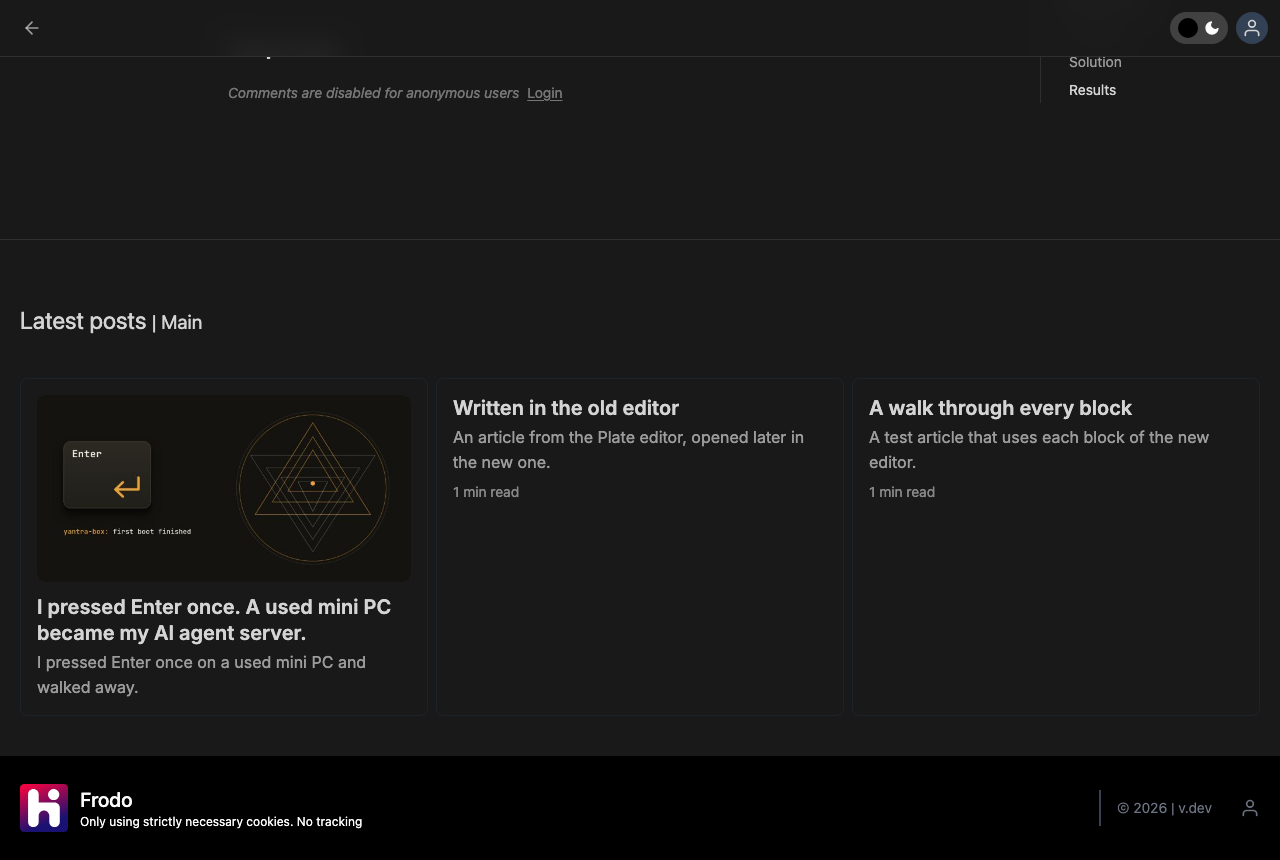 Solution
Comments are disabled for anonymous users Login
Results
Latest posts | Main
Enter
yantra-box: first boot finished
I pressed Enter once. A used mini PC
became my AI agent server.
I pressed Enter once on a used mini PC and
walked away.
Written in the old editor
An article from the Plate editor, opened later in
the new one.
1 min read
A walk through every block
A test article that uses each block of the new
editor.
1 min read
Frodo
Only using strictly necessary cookies. No tracking
© 2026 | v.dev